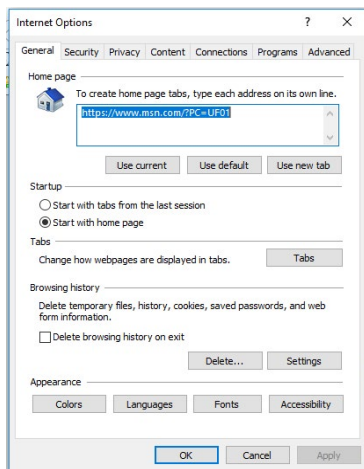 Internet Options ? X
General Security Privacy Content Connections Programs Advanced
Home page
To create home page tabs, type each address on its own line.
https://www.msn.com/?PC=UF01
Use current Use default Use new tab
Startup
Start with tabs from the last session
Start with home page
Tabs
Change how webpages are displayed in tabs. Tabs
Browsing history
Delete temporary files, history, cookies, saved passwords, and web
form information.
Delete browsing history on exit
Delete... Settings
Appearance
Colors Languages Fonts Accessibility
OK Cancel Apply